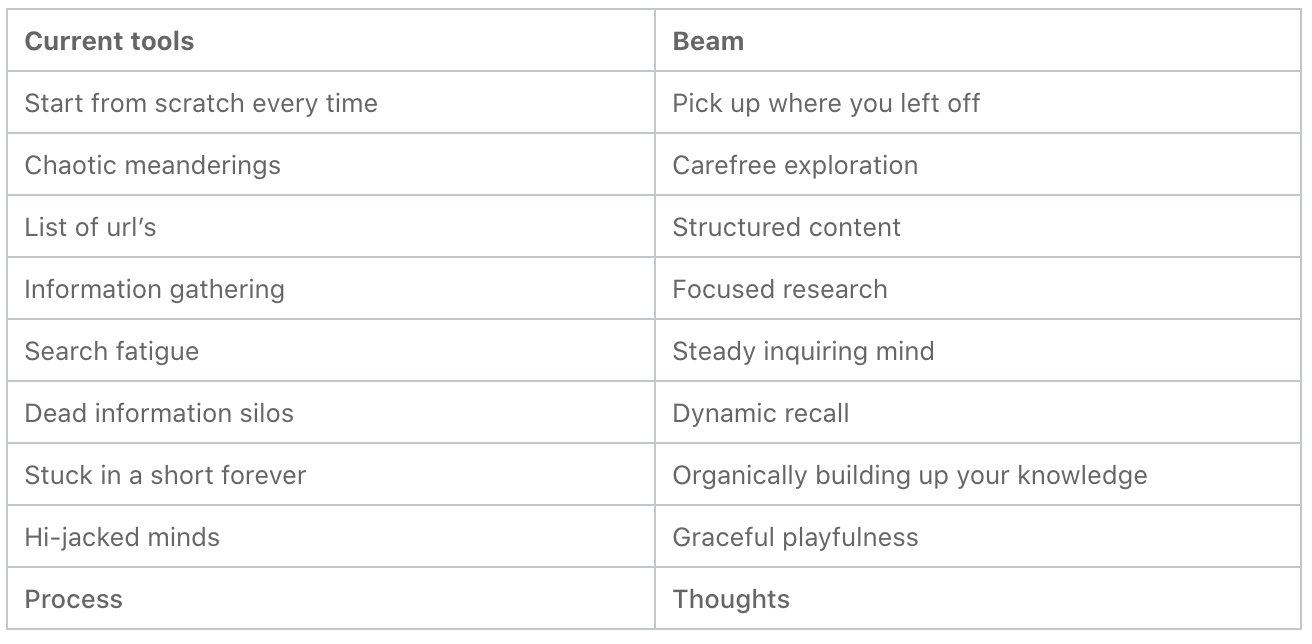 Current tools Beam
Start from scratch every time Pick up where you left off
Chaotic meanderings Carefree exploration
List of url’s Structured content
Information gathering Focused research
Search fatigue Steady inquiring mind
Dead information silos Dynamic recall
Stuck in a short forever Organically building up your knowledge
Hi-jacked minds Graceful playfulness
Process Thoughts